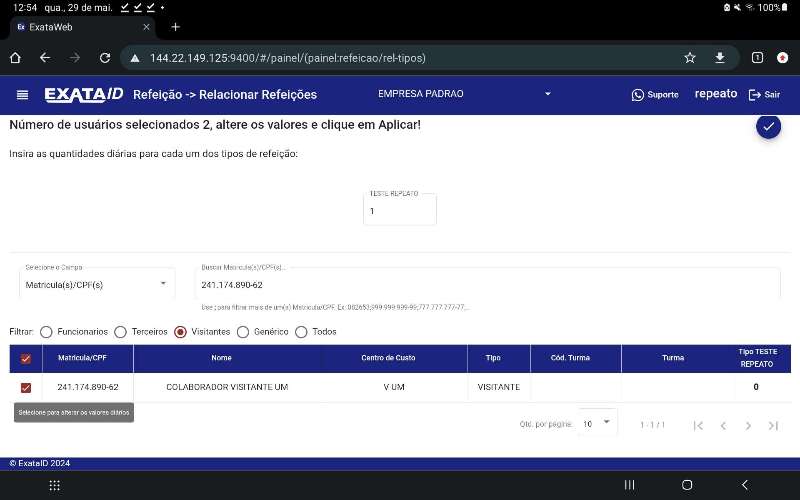 12:54 qua., 29 de mai.
100%
Ex ExataWeb
144.22.149.125:9400/#/painel/(painel:refeicao/rel-tipos)
1
EXATAID Refeição -> Relacionar Refeições EMPRESA PADRAO Suporte repeato Sair
Número de usuários selecionados 2, altere os valores e clique em Aplicar!
Insira as quantidades diárias para cada um dos tipos de refeição:
TESTE REPEATO
1
Selecione o Campo
Matricula(s)/CPF(s)
Buscar Matricula(s)/CPF(s)...
241.174.890-62
Use ; para filtrar mais de um(a) Matricula/CPF. Ex: 082653;999.999.999-99;777.777.777-77;...
Filtrar: Funcionarios Terceiros Visitantes Genérico Todos
Matricula/CPF Nome Centro de Custo Tipo Cód. Turma Turma Tipo TESTE REPEATO
241.174.890-62 COLABORADOR VISITANTE UM V UM VISITANTE 0
Selecione para alterar os valores diários
Qtd. por página: 10 1 - 1 / 1
© ExataID 2024